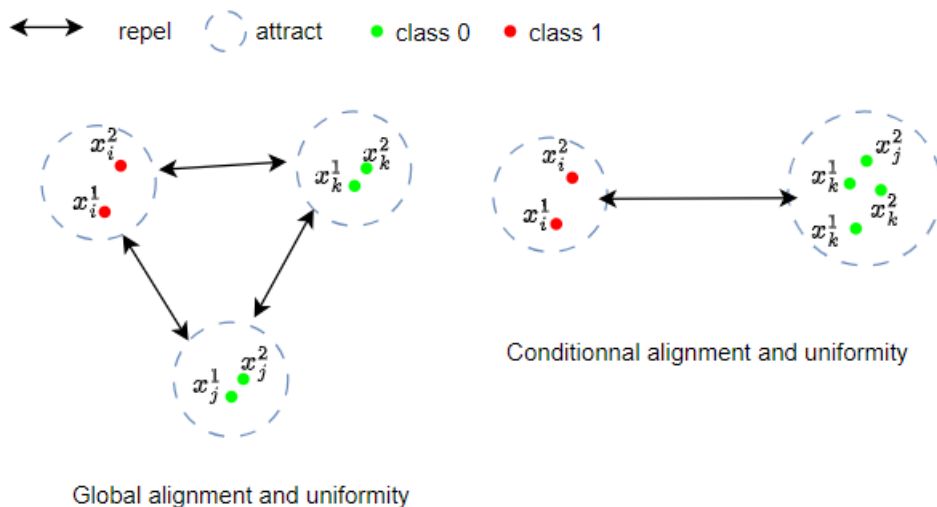 repel attract class 0 class 1
x_i^2
x_i^1
x_k^2
x_k^1
x_j^2
x_j^1
Global alignment and uniformity
x_i^2
x_i^1
x_j^2
x_k^1
x_k^2
x_k^1
Conditionnal alignment and uniformity